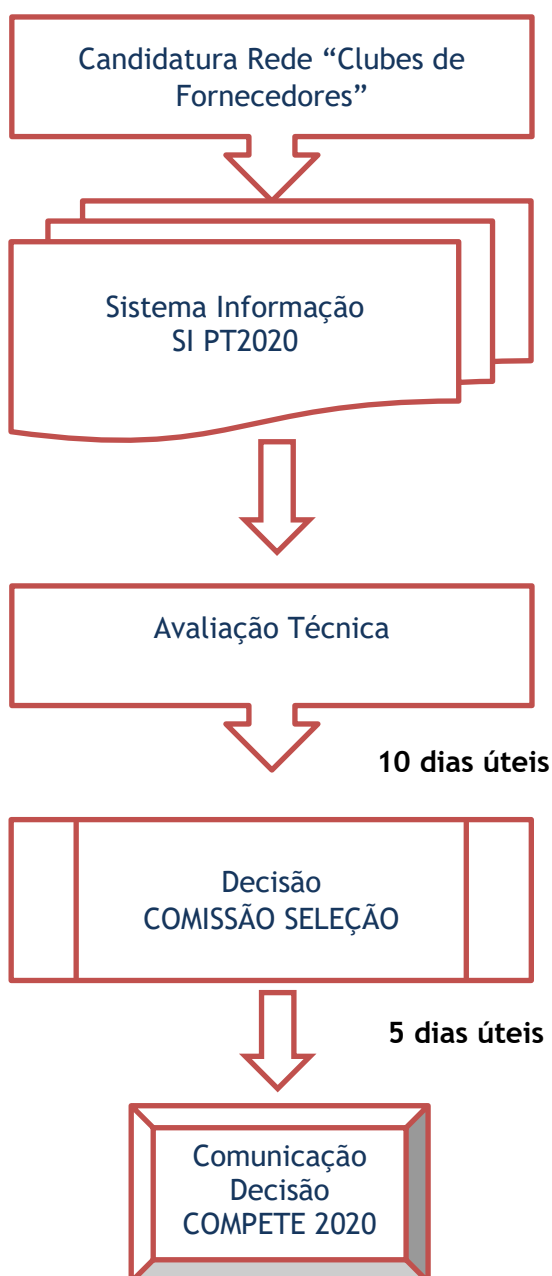 Candidatura Rede “Clubes de
Fornecedores”
Sistema Informação
SI PT2020
Avaliação Técnica
10 dias úteis
Decisão
COMISSÃO SELEÇÃO
5 dias úteis
Comunicação
Decisão
COMPETE 2020